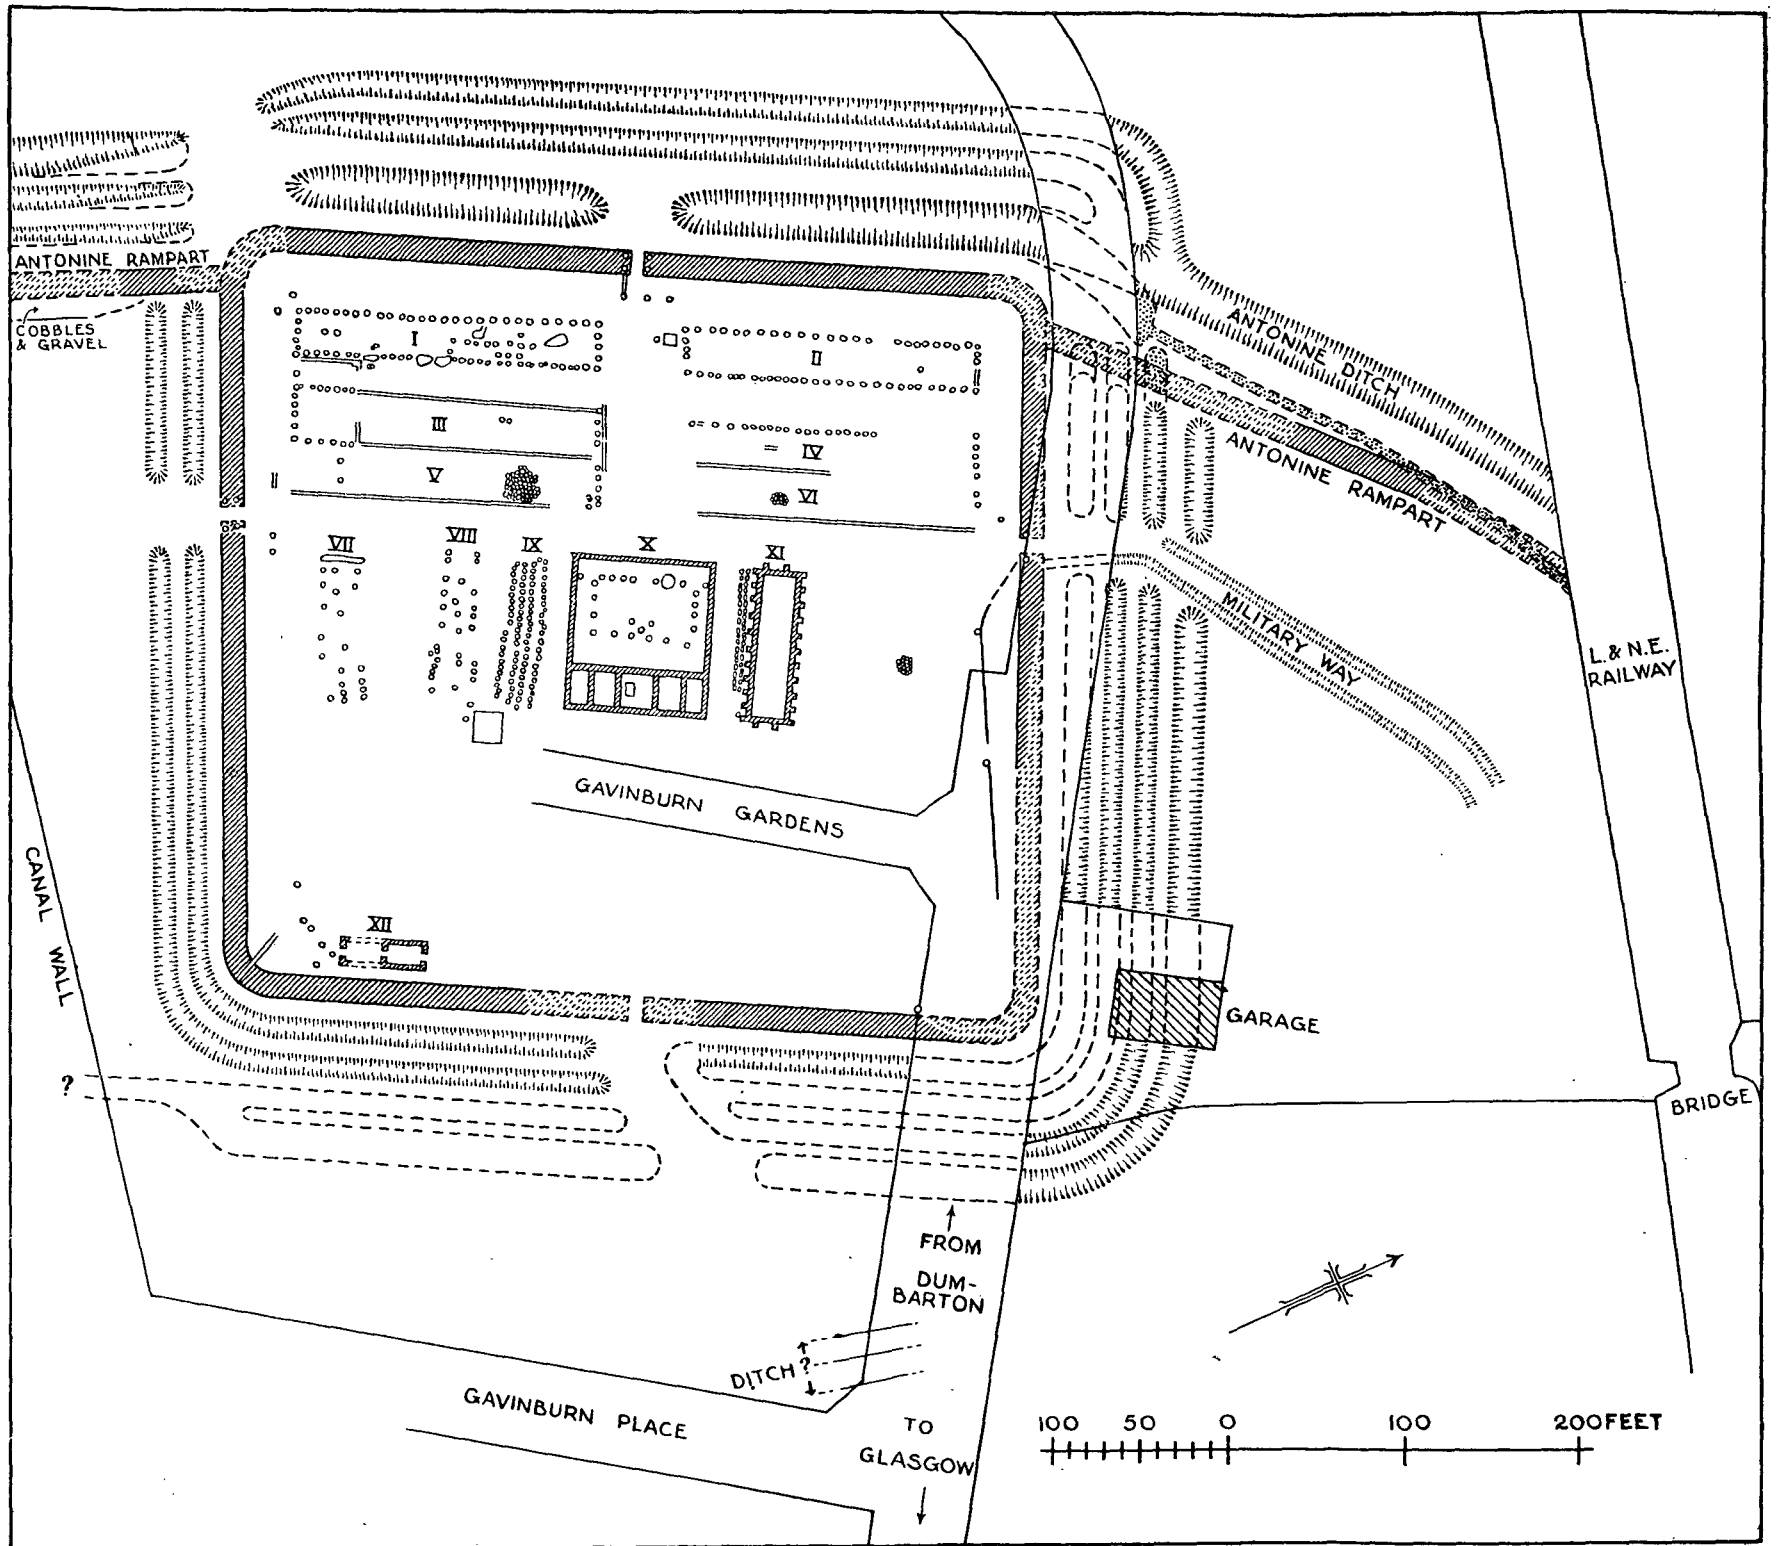 ANTONINE RAMPART
COBBLES
& GRAVEL
I
II
III
IV
V
VI
VII
VIII
IX
X
XI
XII
ANTONINE DITCH
ANTONINE RAMPART
MILITARY WAY
L. & N.E.
RAILWAY
GAVINBURN GARDENS
CANAL WALL
GARAGE
?
BRIDGE
FROM
DUM-
BARTON
DITCH ?
GAVINBURN PLACE
TO
GLASGOW
100 50 0 100 200 FEET